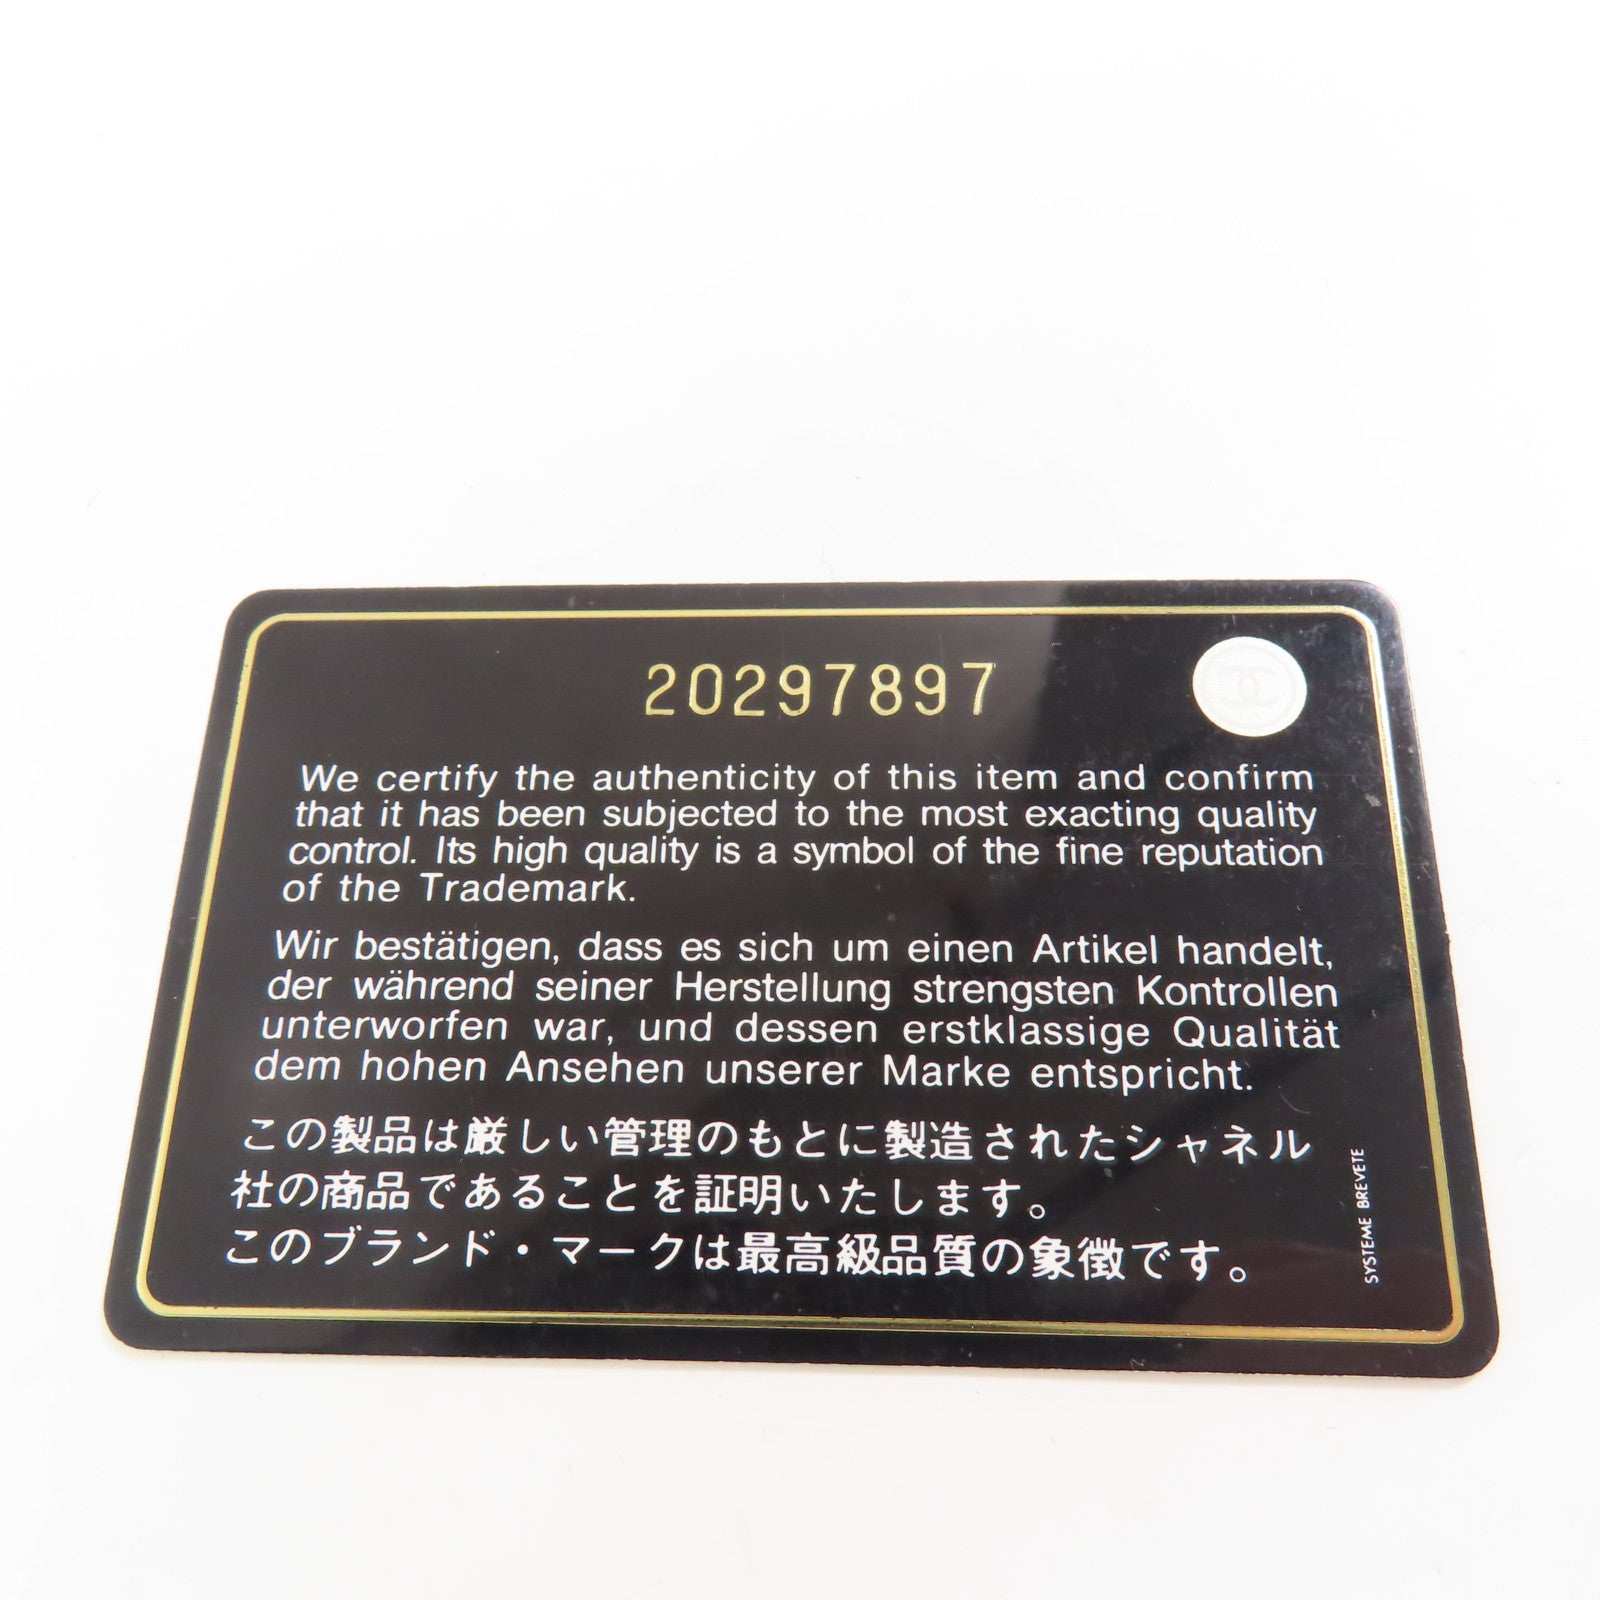 20297897
We certify the authenticity of this item and confirm
that it has been subjected to the most exacting quality
control. Its high quality is a symbol of the fine reputation
of the Trademark.
Wir bestätigen, dass es sich um einen Artikel handelt,
der während seiner Herstellung strengsten Kontrollen
unterworfen war, und dessen erstklassige Qualität
dem hohen Ansehen unserer Marke entspricht.
この製品は厳しい管理のもとに製造されたシャネル
社の商品であることを証明いたします。
このブランド・マークは最高級品質の象徴です。
SYSTEME BREVETE